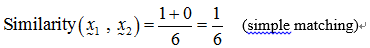 Similarity(x₁ , x₂) = (1+0)/6 = 1/6 (simple matching)↵